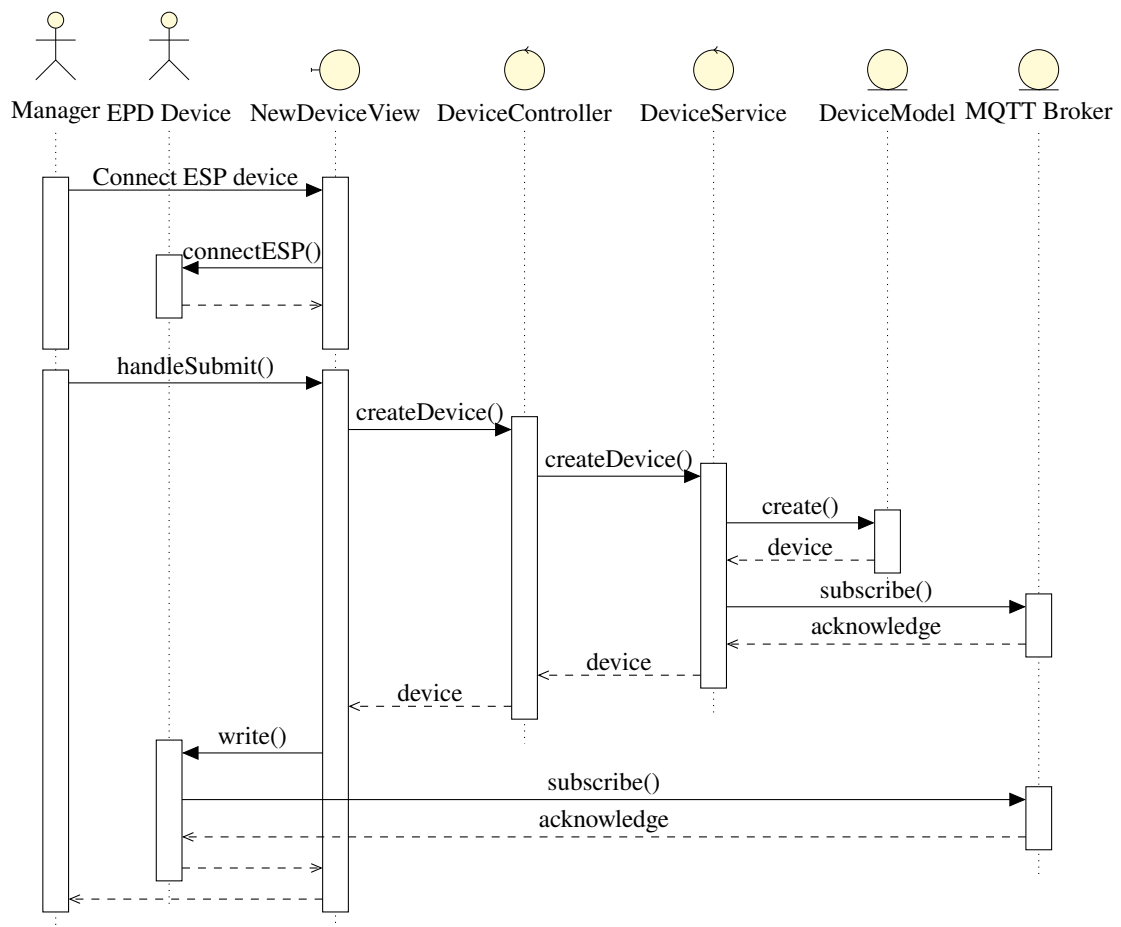 Manager
EPD Device
NewDeviceView
DeviceController
DeviceService
DeviceModel
MQTT Broker
Connect ESP device
connectESP()
handleSubmit()
createDevice()
createDevice()
create()
device
subscribe()
acknowledge
device
device
write()
subscribe()
acknowledge